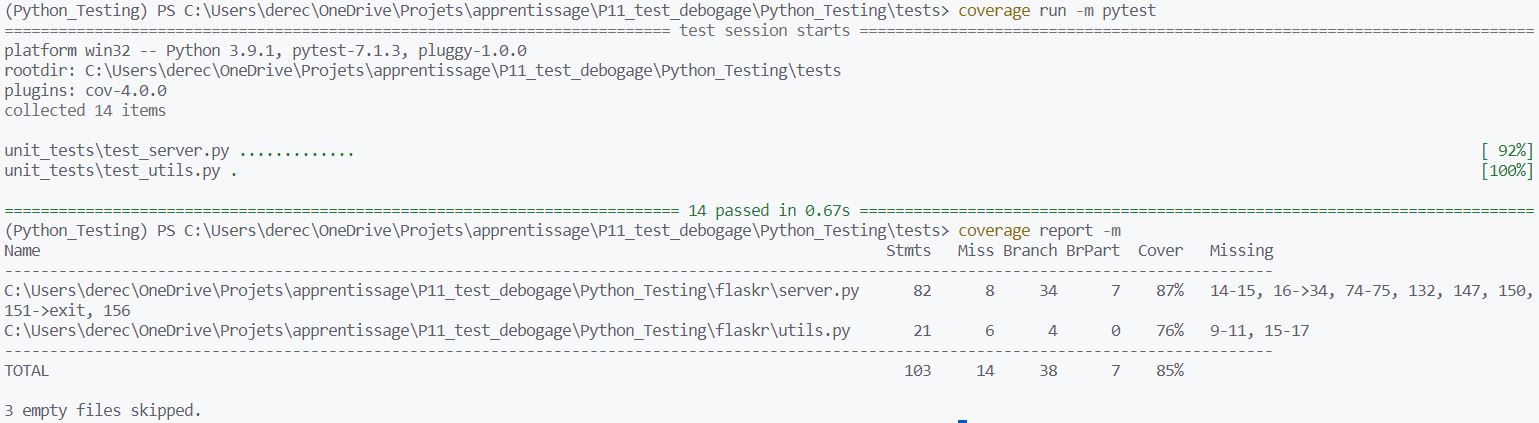 (Python_Testing) PS C:\Users\derec\OneDrive\Projets\apprentissage\P11_test_debogage\Python_Testing\tests> coverage run -m pytest
========================================================================== test session starts ===========================================================================
platform win32 -- Python 3.9.1, pytest-7.1.3, pluggy-1.0.0
rootdir: C:\Users\derec\OneDrive\Projets\apprentissage\P11_test_debogage\Python_Testing\tests
plugins: cov-4.0.0
collected 14 items
unit_tests\test_server.py ............. [ 92%]
unit_tests\test_utils.py . [100%]
=========================================================================== 14 passed in 0.67s ===========================================================================
(Python_Testing) PS C:\Users\derec\OneDrive\Projets\apprentissage\P11_test_debogage\Python_Testing\tests> coverage report -m
Name Stmts Miss Branch BrPart Cover Missing
---------------------------------------------------------------------------------------------------------------------------------------------
C:\Users\derec\OneDrive\Projets\apprentissage\P11_test_debogage\Python_Testing\flaskr\server.py 82 8 34 7 87% 14-15, 16->34, 74-75, 132, 147, 150,
151->exit, 156
C:\Users\derec\OneDrive\Projets\apprentissage\P11_test_debogage\Python_Testing\flaskr\utils.py 21 6 4 0 76% 9-11, 15-17
---------------------------------------------------------------------------------------------------------------------------------------------
TOTAL 103 14 38 7 85%
3 empty files skipped.